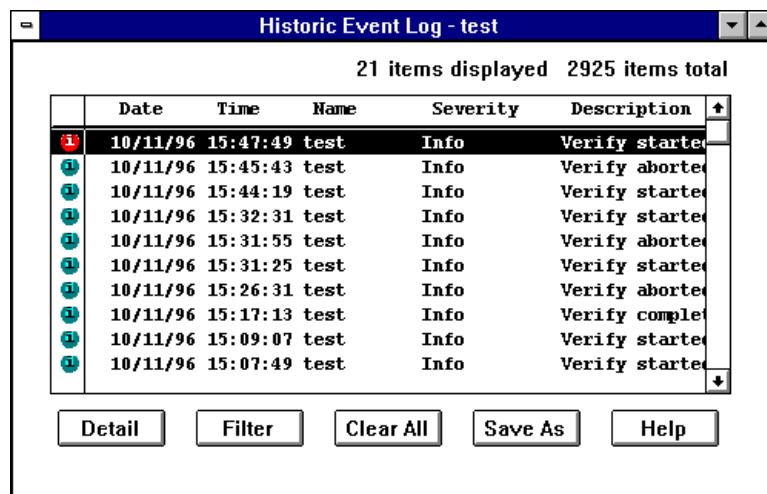 Historic Event Log - test
21 items displayed 2925 items total
Date Time Name Severity Description
i 10/11/96 15:47:49 test Info Verify started
i 10/11/96 15:45:43 test Info Verify aborted
i 10/11/96 15:44:19 test Info Verify started
i 10/11/96 15:32:31 test Info Verify started
i 10/11/96 15:31:55 test Info Verify aborted
i 10/11/96 15:31:25 test Info Verify started
i 10/11/96 15:26:31 test Info Verify aborted
i 10/11/96 15:17:13 test Info Verify complet
i 10/11/96 15:09:07 test Info Verify started
i 10/11/96 15:07:49 test Info Verify started
Detail Filter Clear All Save As Help